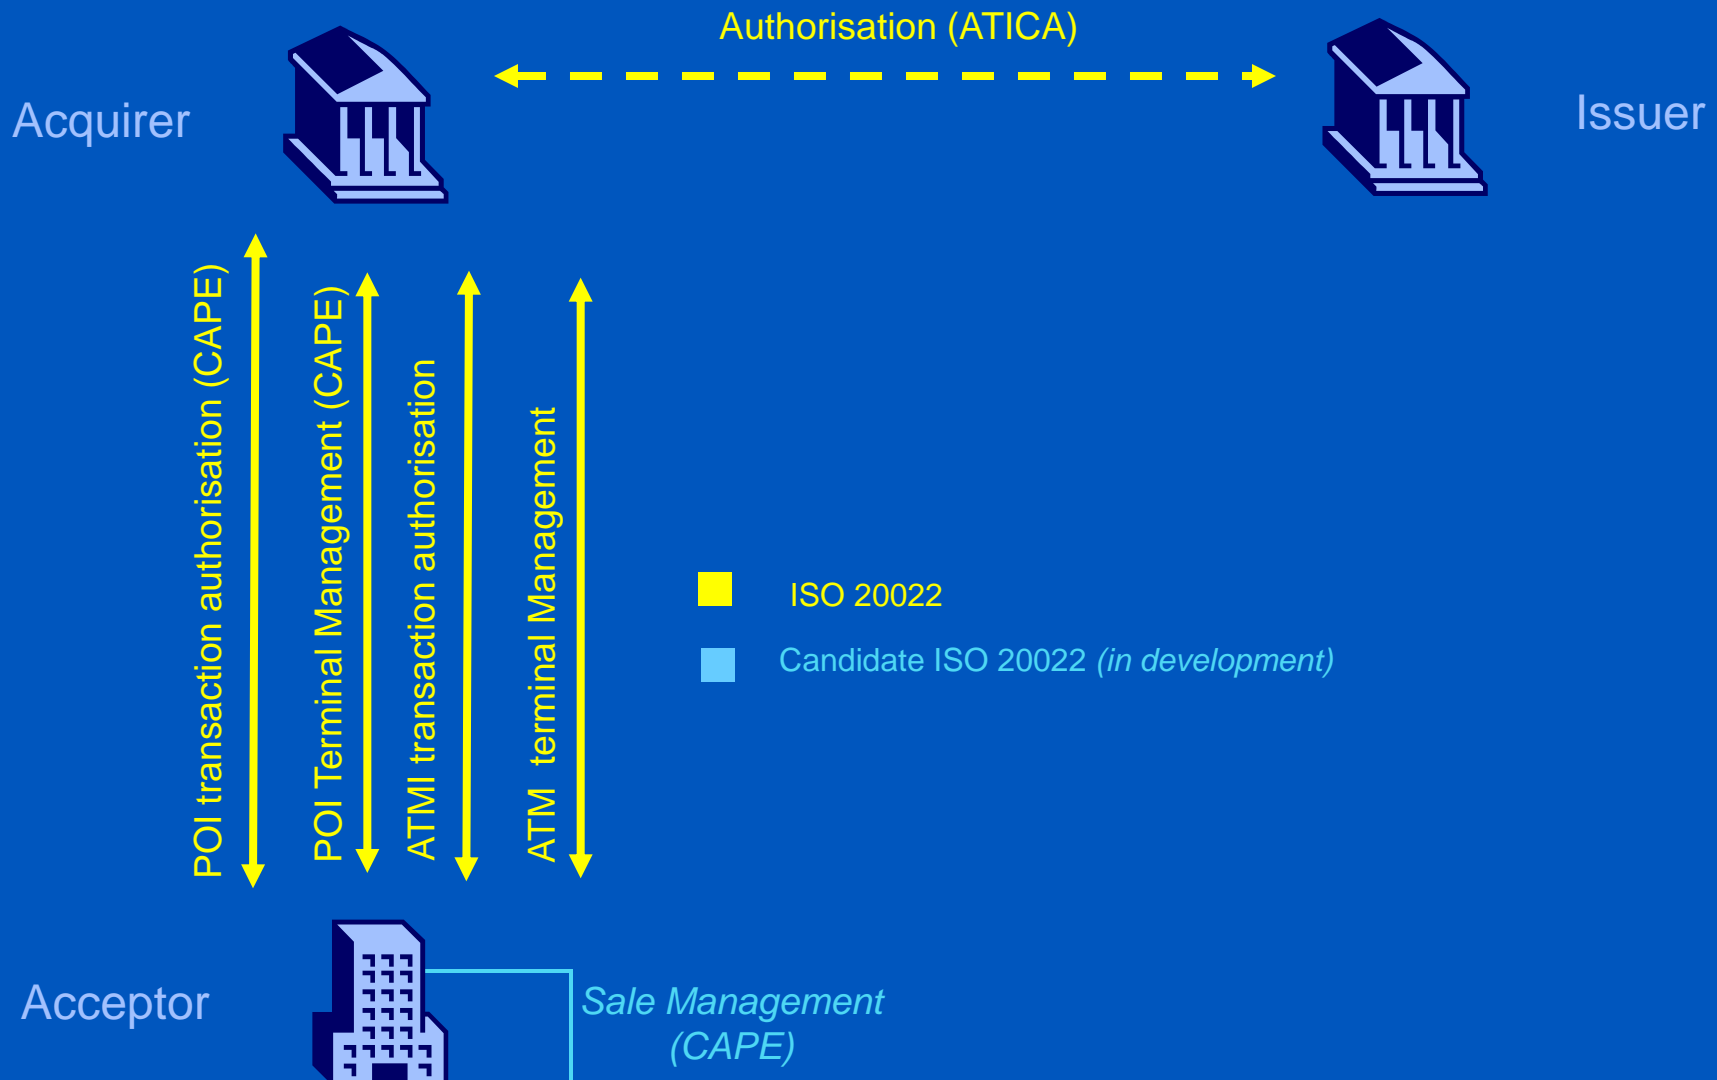 Authorisation (ATICA)
Acquirer
Issuer
POI transaction authorisation (CAPE)
POI Terminal Management (CAPE)
ATMI transaction authorisation
ATM  terminal Management
ISO 20022
Candidate ISO 20022 (in development)
Acceptor
Sale Management
(CAPE)